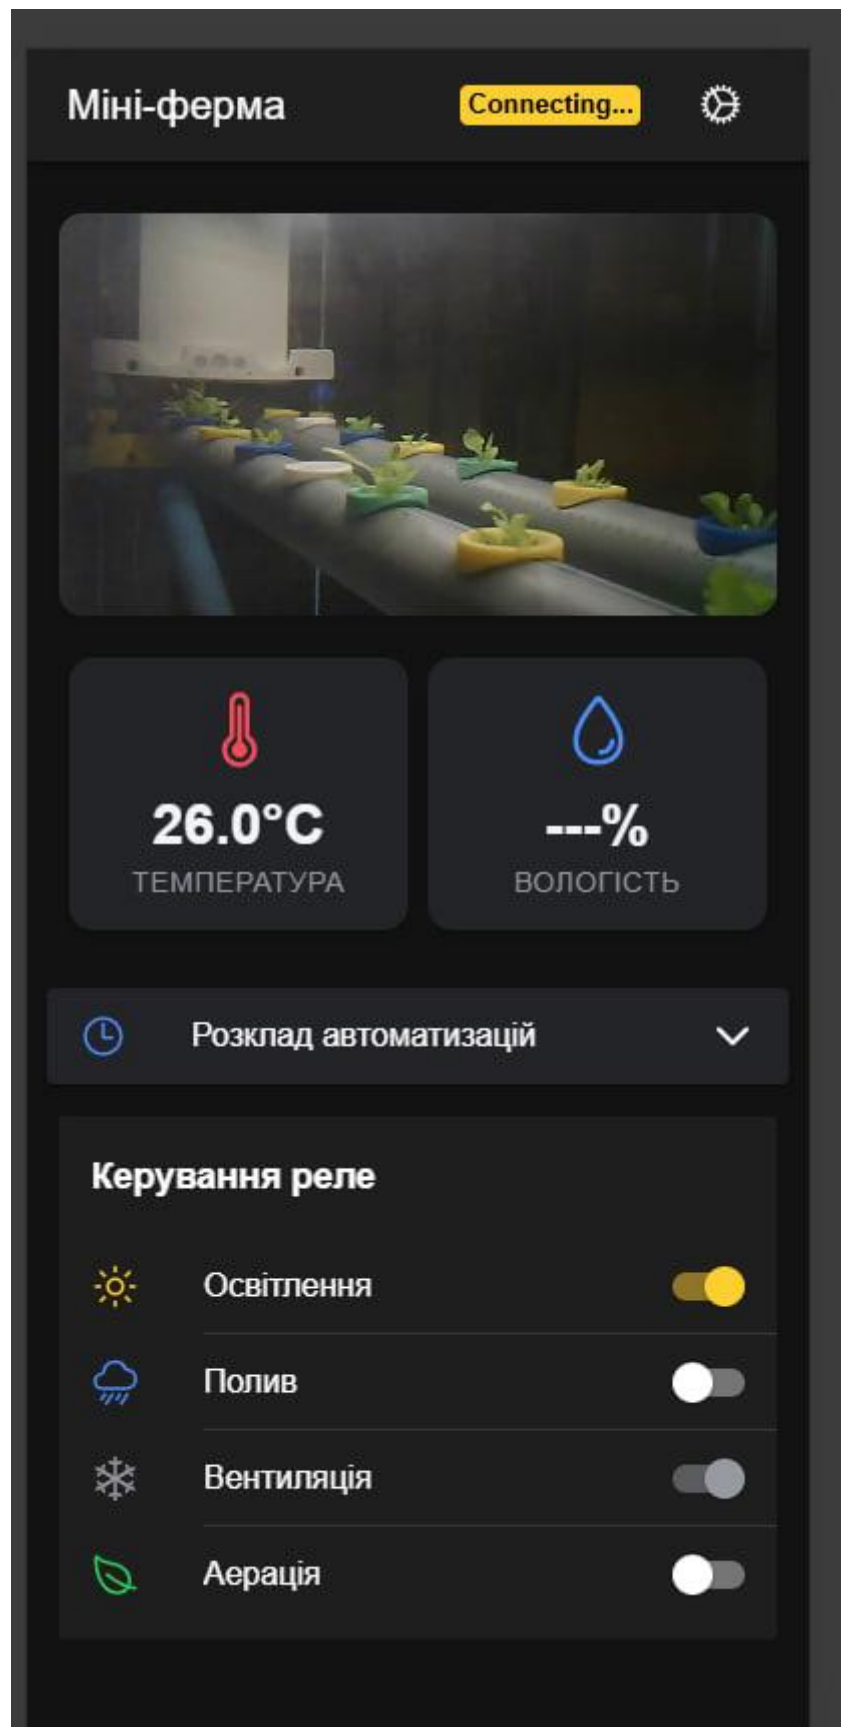 Міні-ферма Connecting...
26.0°C ---%
ТЕМПЕРАТУРА ВОЛОГІСТЬ
Розклад автоматизацій
Керування реле
Освітлення
Полив
Вентиляція
Аерація